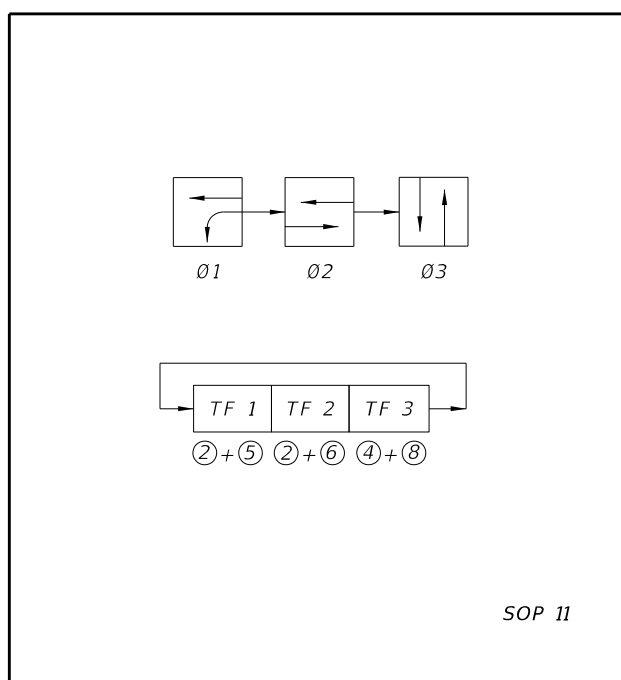 Ø1 Ø2 Ø3
TF 1 TF 2 TF 3
②+⑤ ②+⑥ ④+⑧
SOP 11